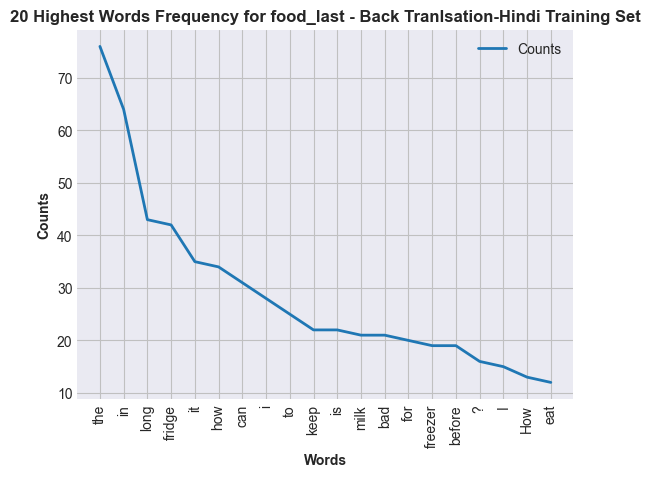 20 Highest Words Frequency for food_last - Back Tranlsation-Hindi Training Set
Counts
Counts
70
60
50
40
30
20
10
the
in
long
fridge
it
how
can
i
to
keep
is
milk
bad
for
freezer
before
?
I
How
eat
Words